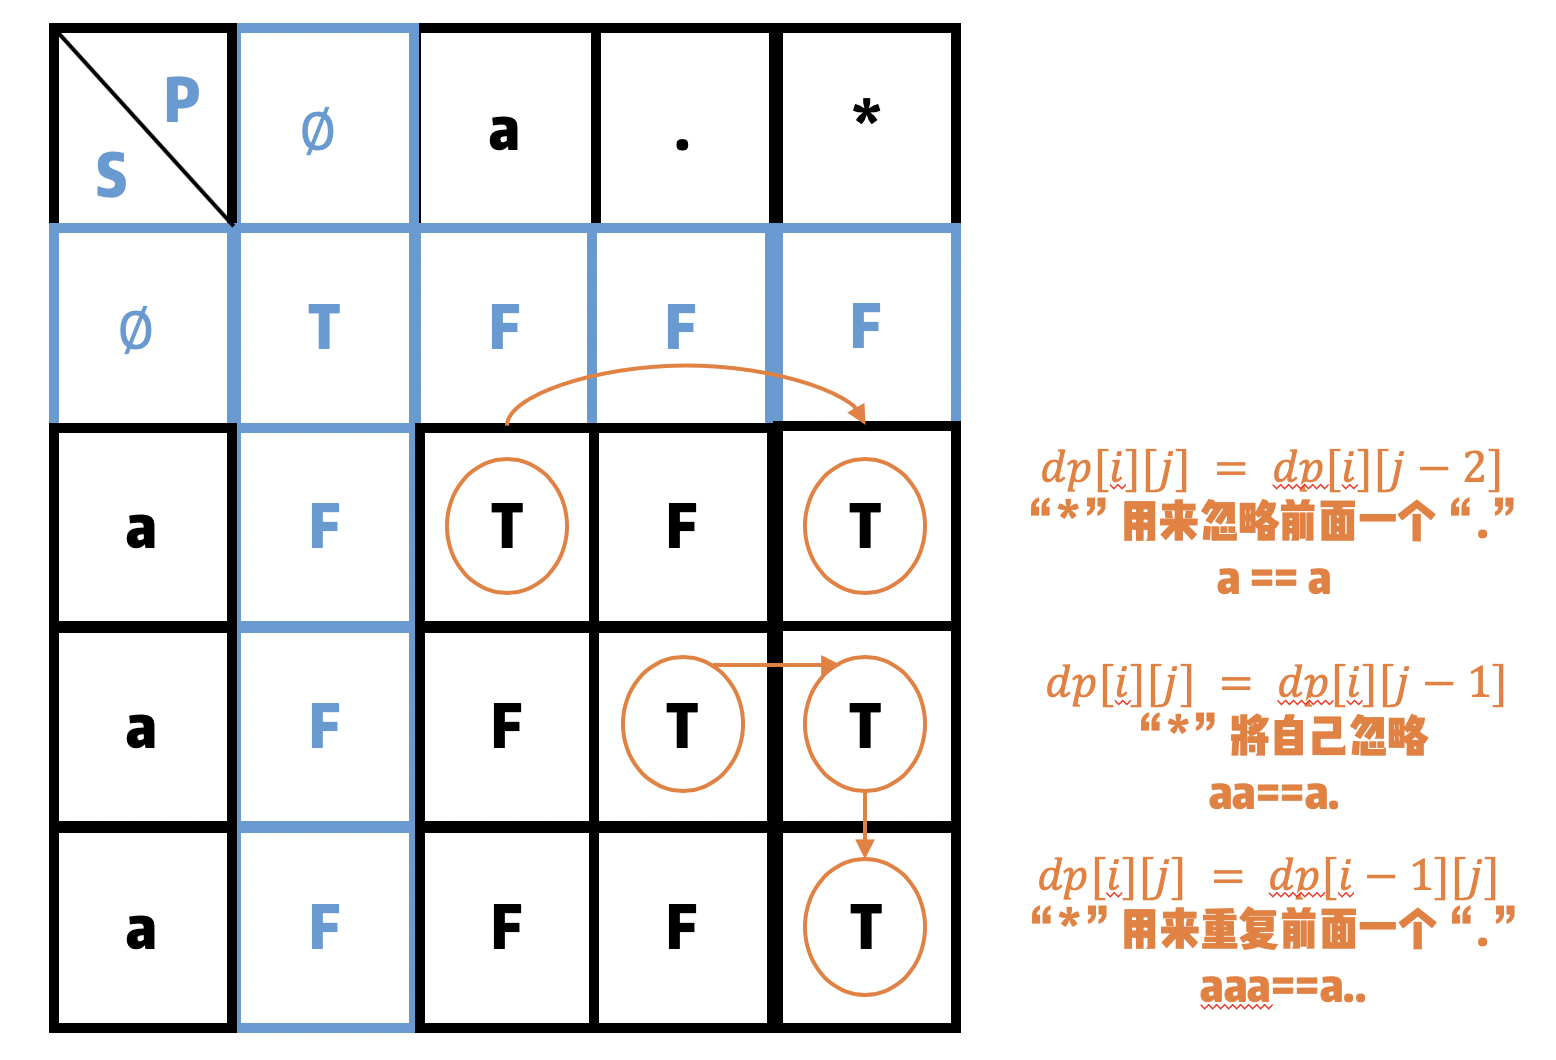 P
S
∅ a . *
∅ T F F F
a F T F T
a F F T T
a F F F T
dp[i][j] = dp[i][j − 2]
“*” 用来忽略前面一个 “.”
a == a
dp[i][j] = dp[i][j − 1]
“*” 將自己忽略
aa==a.
dp[i][j] = dp[i − 1][j]
“*” 用来重复前面一个 “.”
aaa==a..